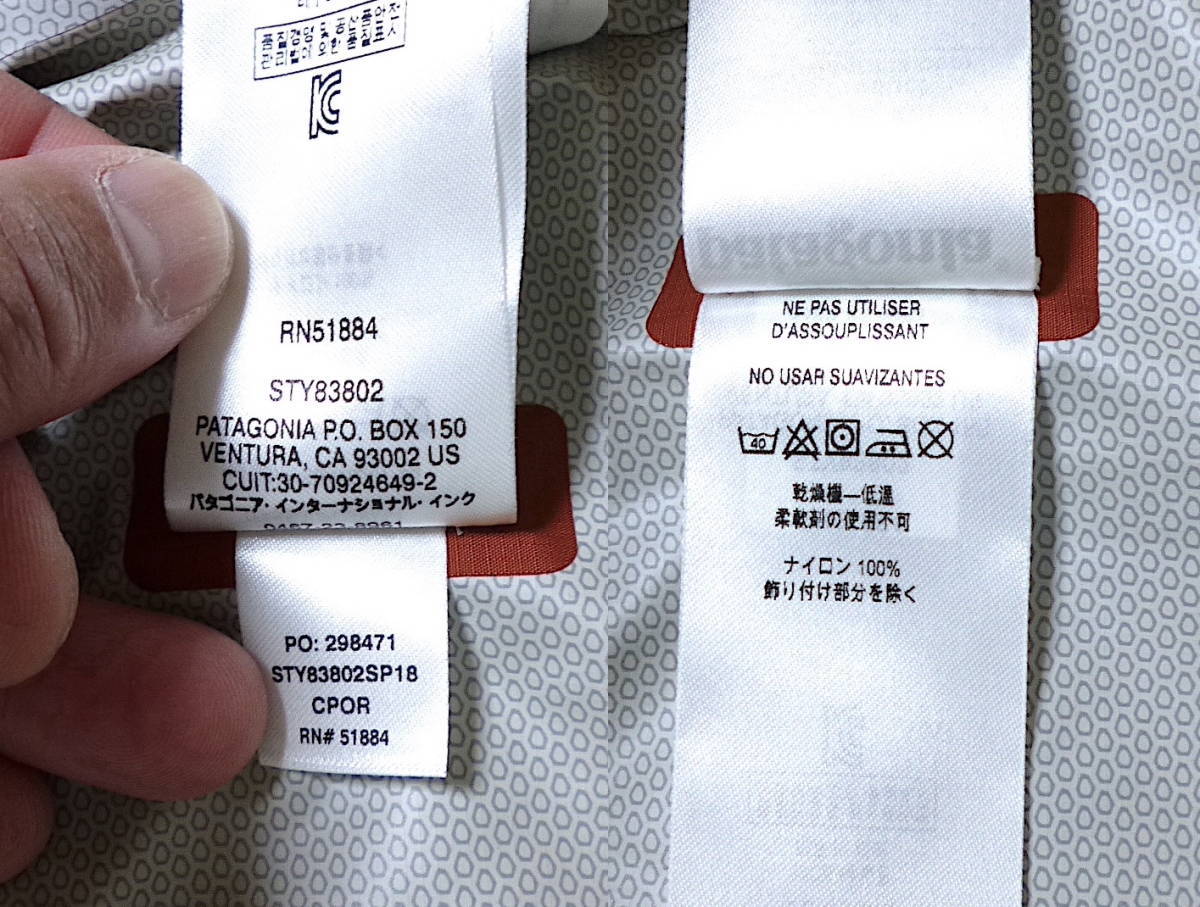 RN51884
STY83802
PATAGONIA P.O. BOX 150
VENTURA, CA 93002 US
CUIT:30-70924649-2
パタゴニア・インターナショナル・インク
PO: 298471
STY83802SP18
CPOR
RN# 51884
patagonia
NE PAS UTILISER
D'ASSOUPLISSANT
NO USAR SUAVIZANTES
40
乾燥機—低温
柔軟剤の使用不可
ナイロン 100%
飾り付け部分を除く